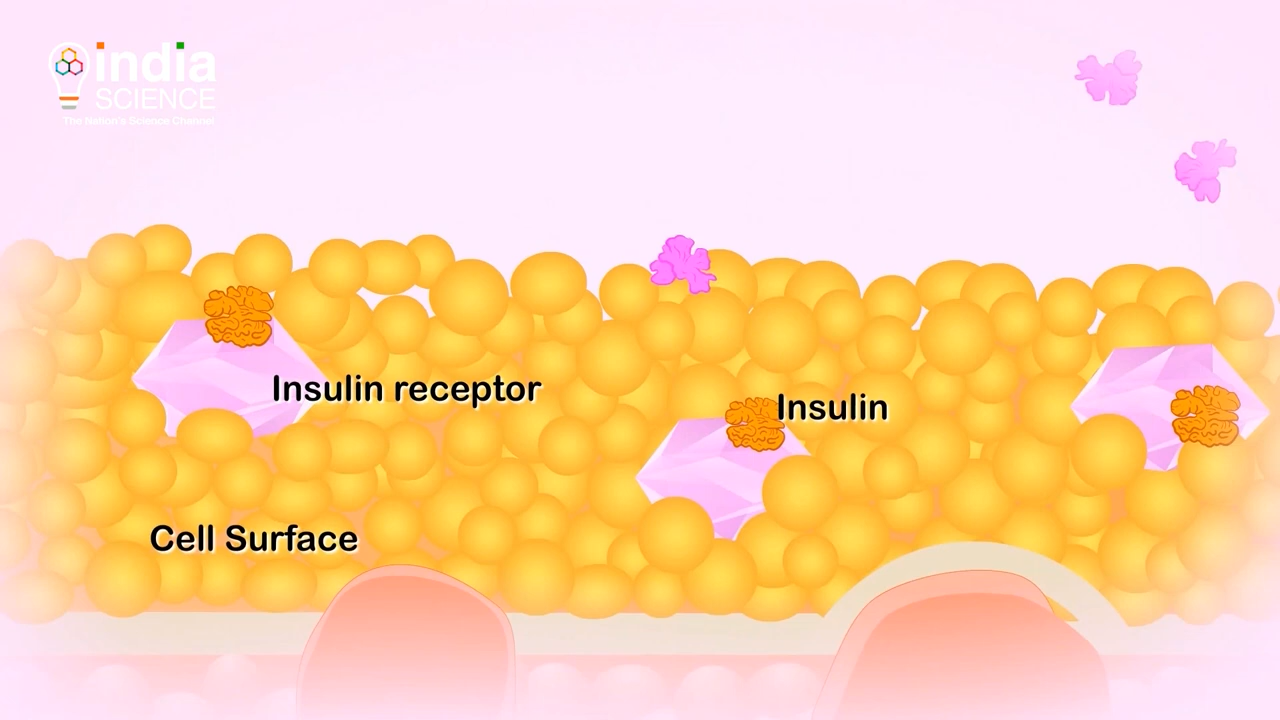 india
SCIENCE
The Nation's Science Channel
Insulin receptor
Insulin
Cell Surface